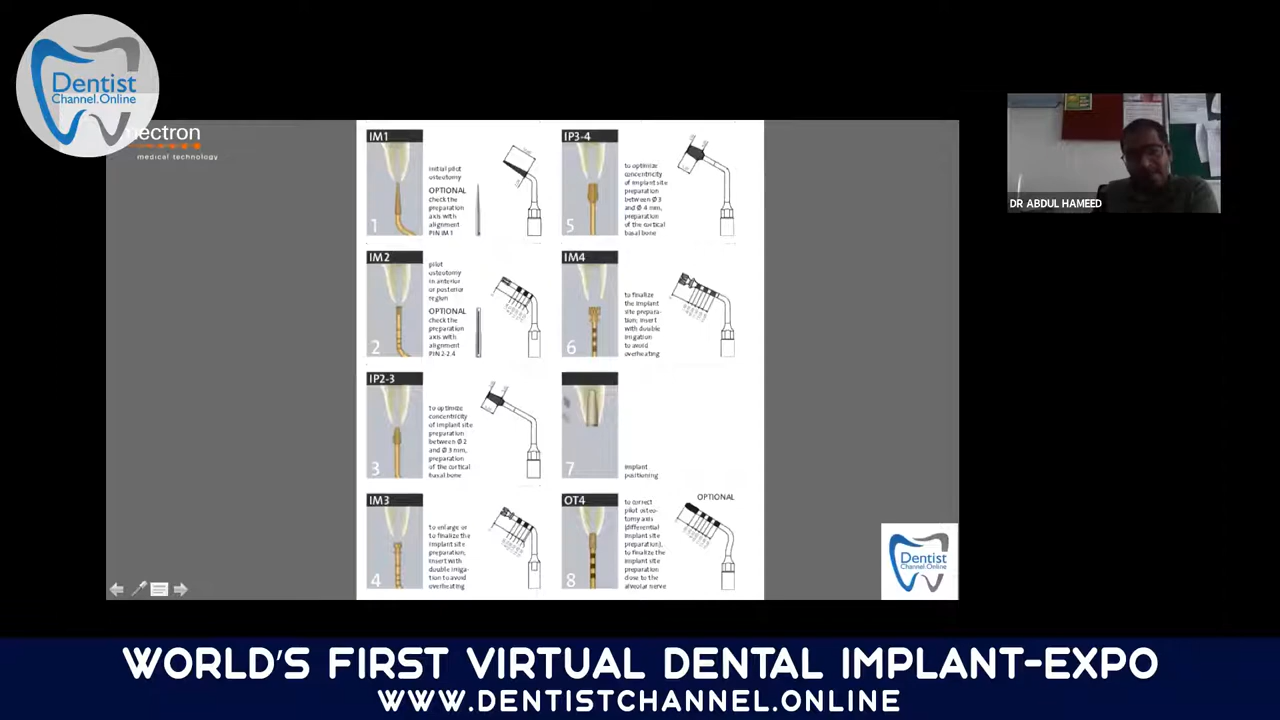 Dentist
Channel.Online
mectron
medical technology
DR ABDUL HAMEED
IM1
1
initial pilot
osteotomy
OPTIONAL
check the
preparation
axis with
alignment
PIN IM1
IM2
2
pilot
osteotomy
in anterior
or posterior
region
OPTIONAL
check the
preparation
axis with
alignment
PIN 2-2.4
IP2-3
3
to optimize
concentricity
of implant site
preparation
between Ø 2
and Ø 3 mm,
preparation
of the cortical
basal bone
IM3
4
to enlarge or
to finalize the
implant site
preparation,
insert with
double irriga-
tion to avoid
overheating
IP3-4
5
to optimize
concentricity
of implant site
preparation
between Ø 3
and Ø 4 mm,
preparation
of the cortical
basal bone
IM4
6
to finalize
the implant
site prepara-
tion; insert
with double
irrigation
to avoid
overheating
7
implant
positioning
OT4
8
to correct
pilot osteo-
tomy axis
(differential
implant site
preparation),
to finalize the
implant site
preparation
close to the
alveolar nerve
OPTIONAL
Dentist
Channel.Online
WORLD'S FIRST VIRTUAL DENTAL IMPLANT-EXPO
WWW.DENTISTCHANNEL.ONLINE